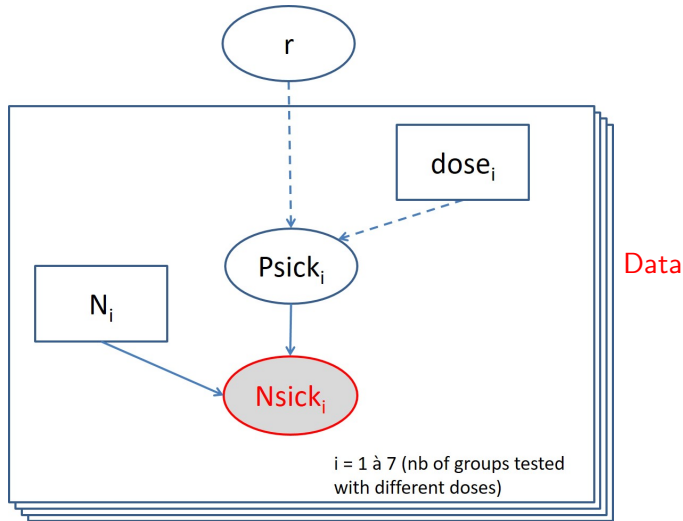 r
dose_i
Psick_i
Data
N_i
Nsick_i
i = 1 à 7 (nb of groups tested
with different doses)